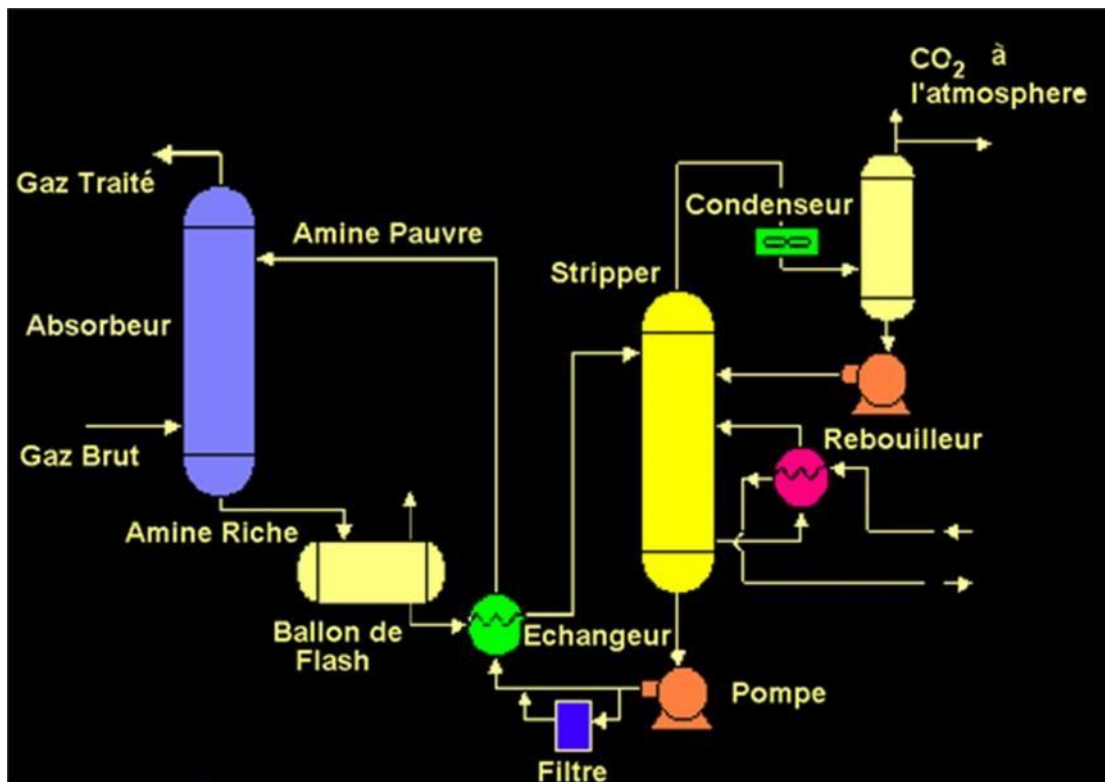 CO2 à
l'atmosphere
Gaz Traité
Condenseur
Amine Pauvre
Stripper
Absorbeur
Gaz Brut
Rebouilleur
Amine Riche
Ballon de
Flash
Echangeur
Pompe
Filtre